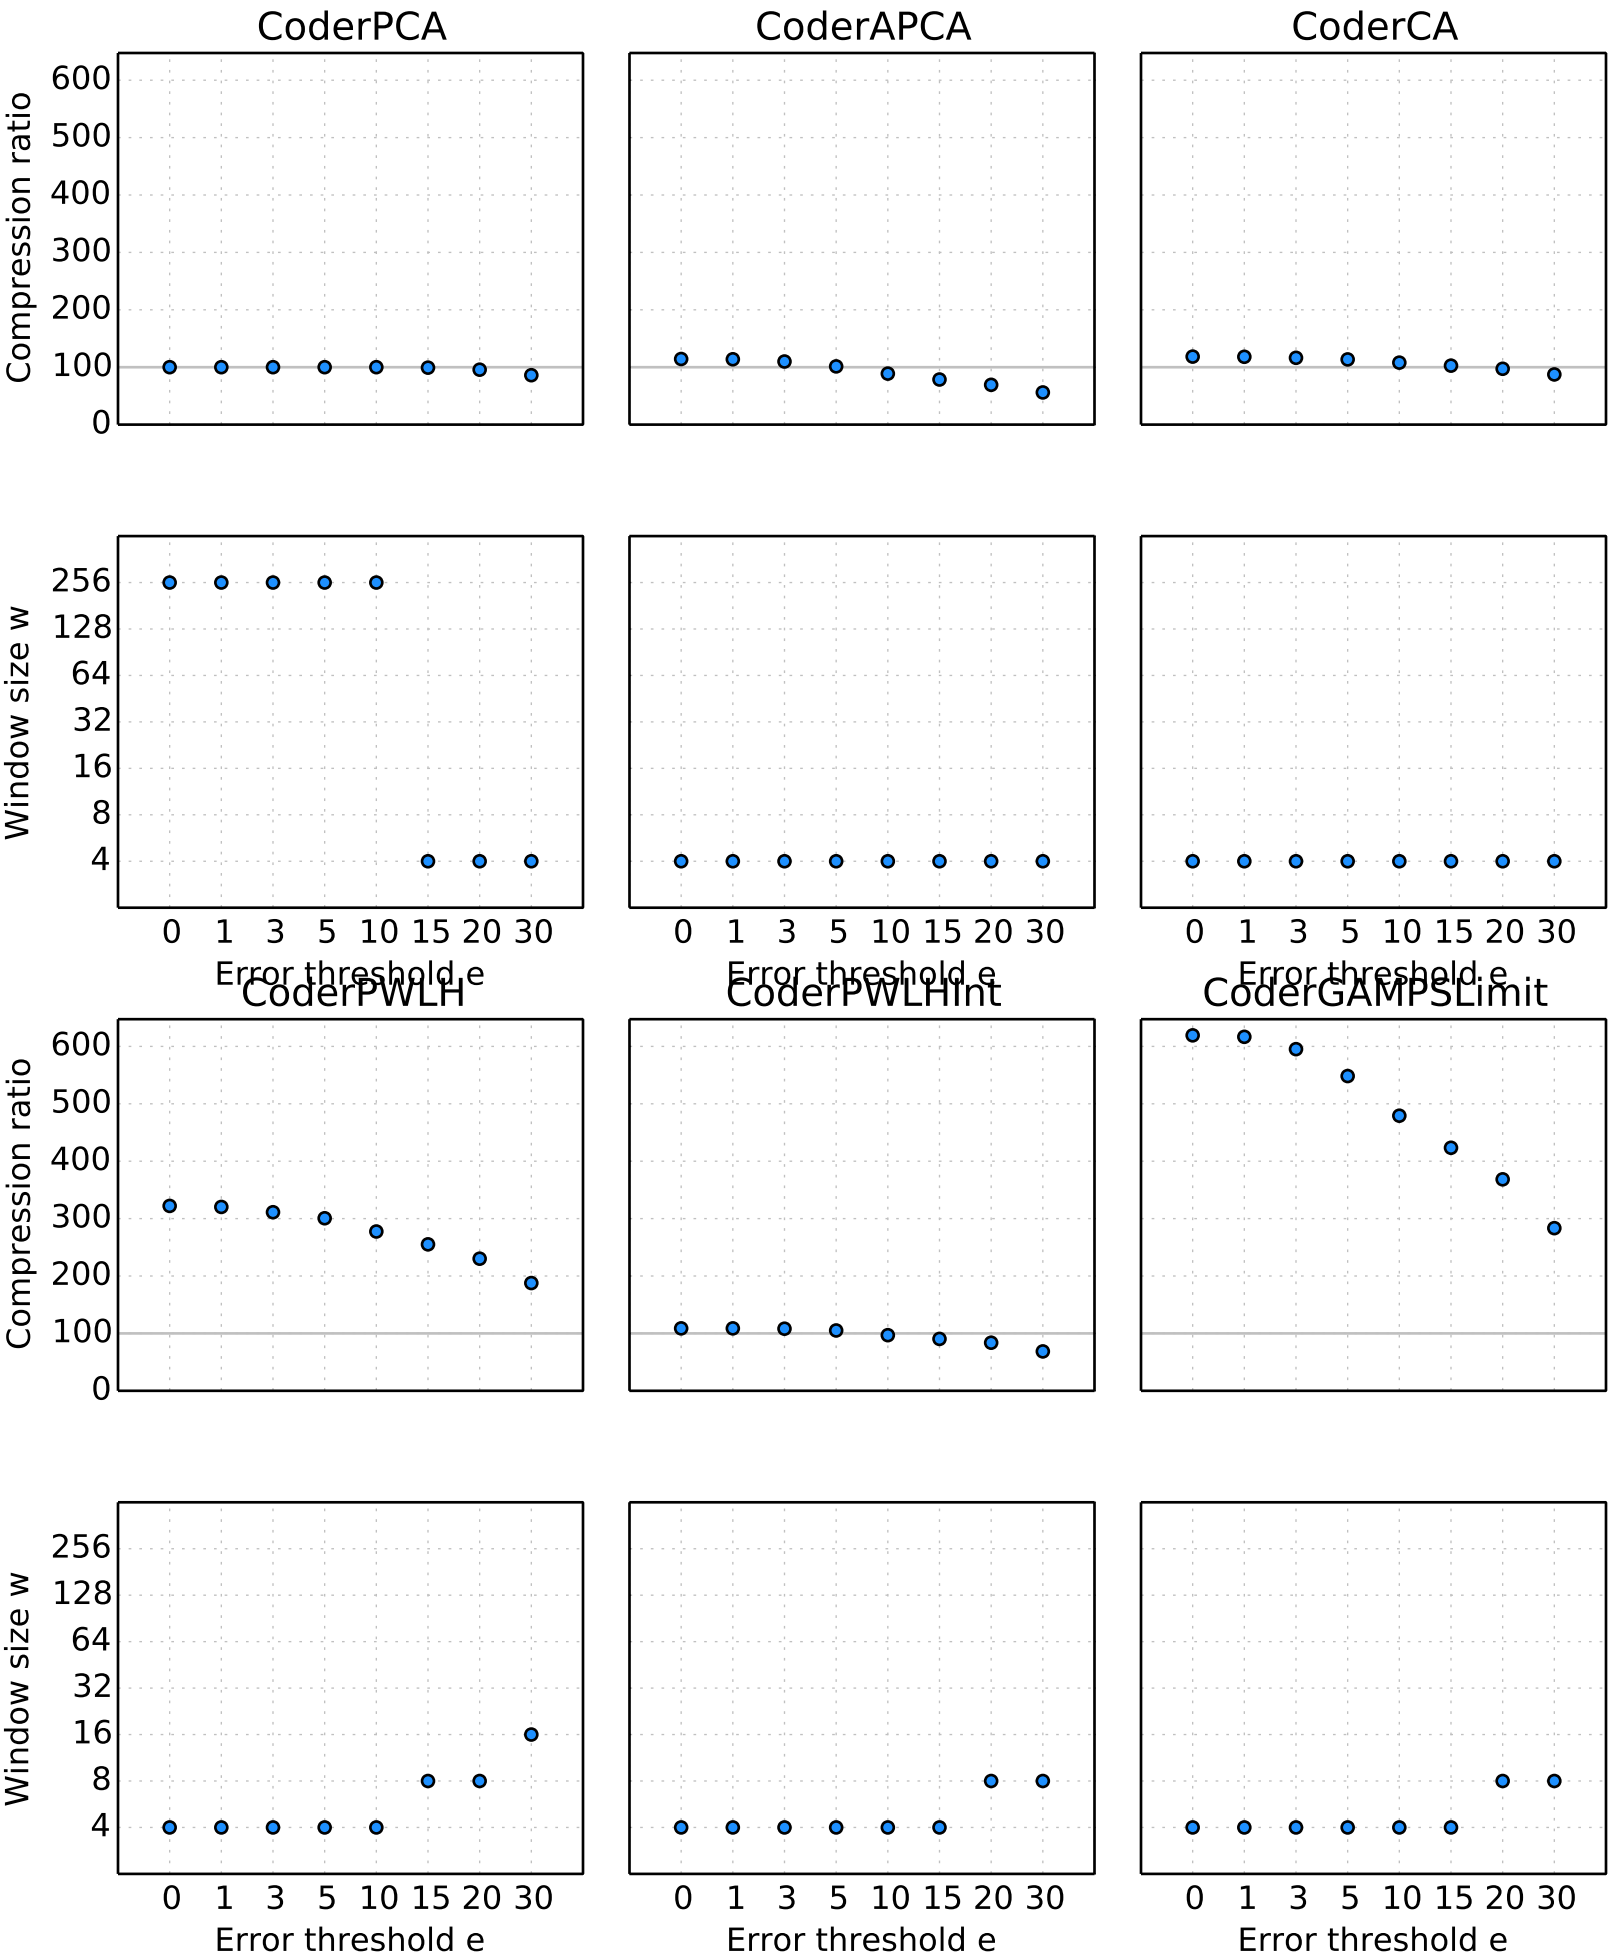 CoderPCA CoderAPCA CoderCA
Compression ratio
600
500
400
300
200
100
0
Window size w
256
128
64
32
16
8
4
0 1 3 5 10 15 20 30 0 1 3 5 10 15 20 30 0 1 3 5 10 15 20 30
Error threshold e Error threshold e Error threshold e
CoderPWLH CoderPWLHInt CoderGAMPSLimit
Compression ratio
600
500
400
300
200
100
0
Window size w
256
128
64
32
16
8
4
0 1 3 5 10 15 20 30 0 1 3 5 10 15 20 30 0 1 3 5 10 15 20 30
Error threshold e Error threshold e Error threshold e